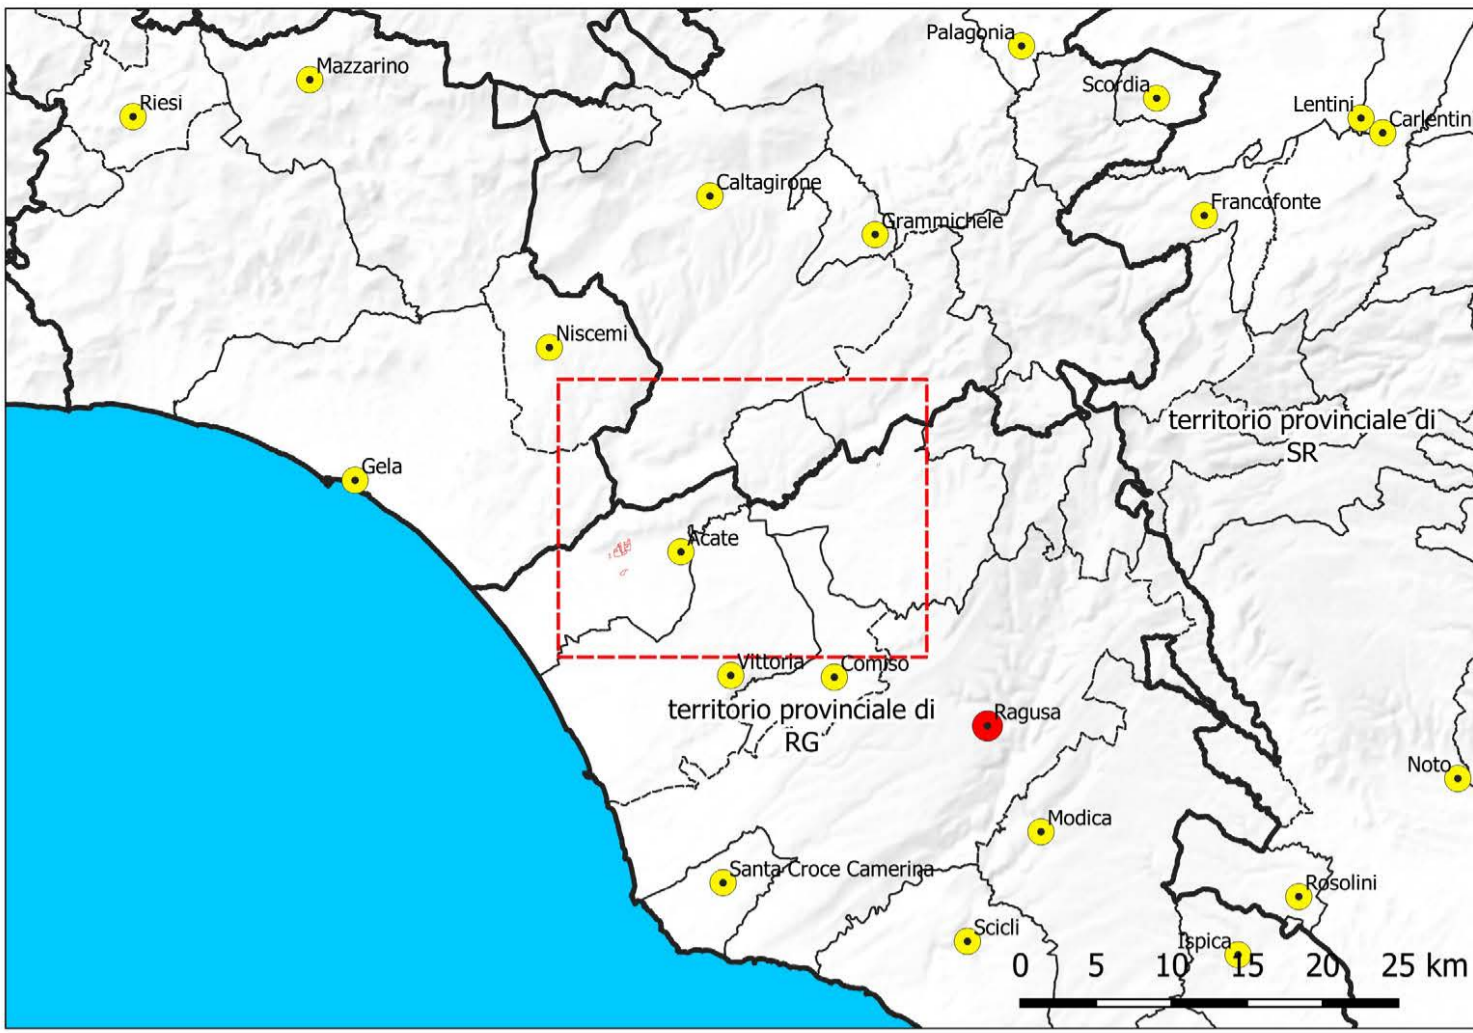 Palagonia
Mazzarino
Scordia
Riesi
Lentini
Carlentini
Caltagirone
Francofonte
Grammichele
Niscemi
territorio provinciale di
SR
Gela
Acate
Vittoria
Comiso
territorio provinciale di
RG
Ragusa
Noto
Modica
Santa Croce Camerina
Rosolini
Scicli
Ispica
0 5 10 15 20 25 km